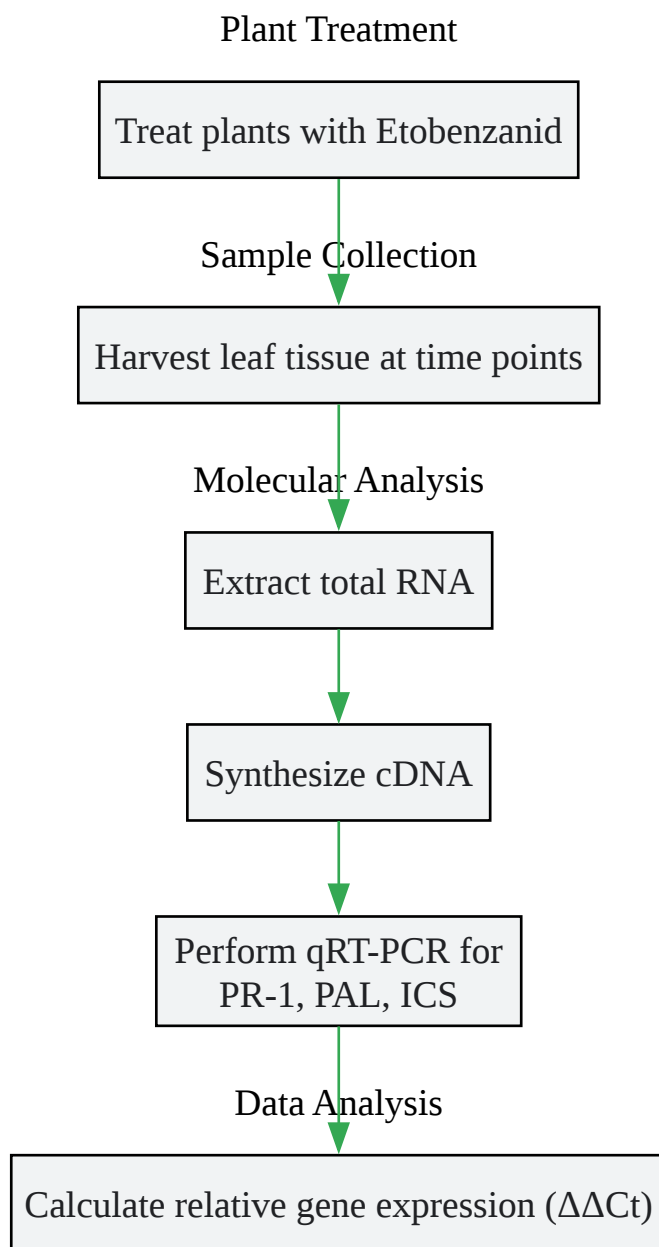 Plant Treatment
Treat plants with Etobenzanid
Sample Collection
Harvest leaf tissue at time points
Molecular Analysis
Extract total RNA
Synthesize cDNA
Perform qRT-PCR for
PR-1, PAL, ICS
Data Analysis
Calculate relative gene expression (ΔΔCt)